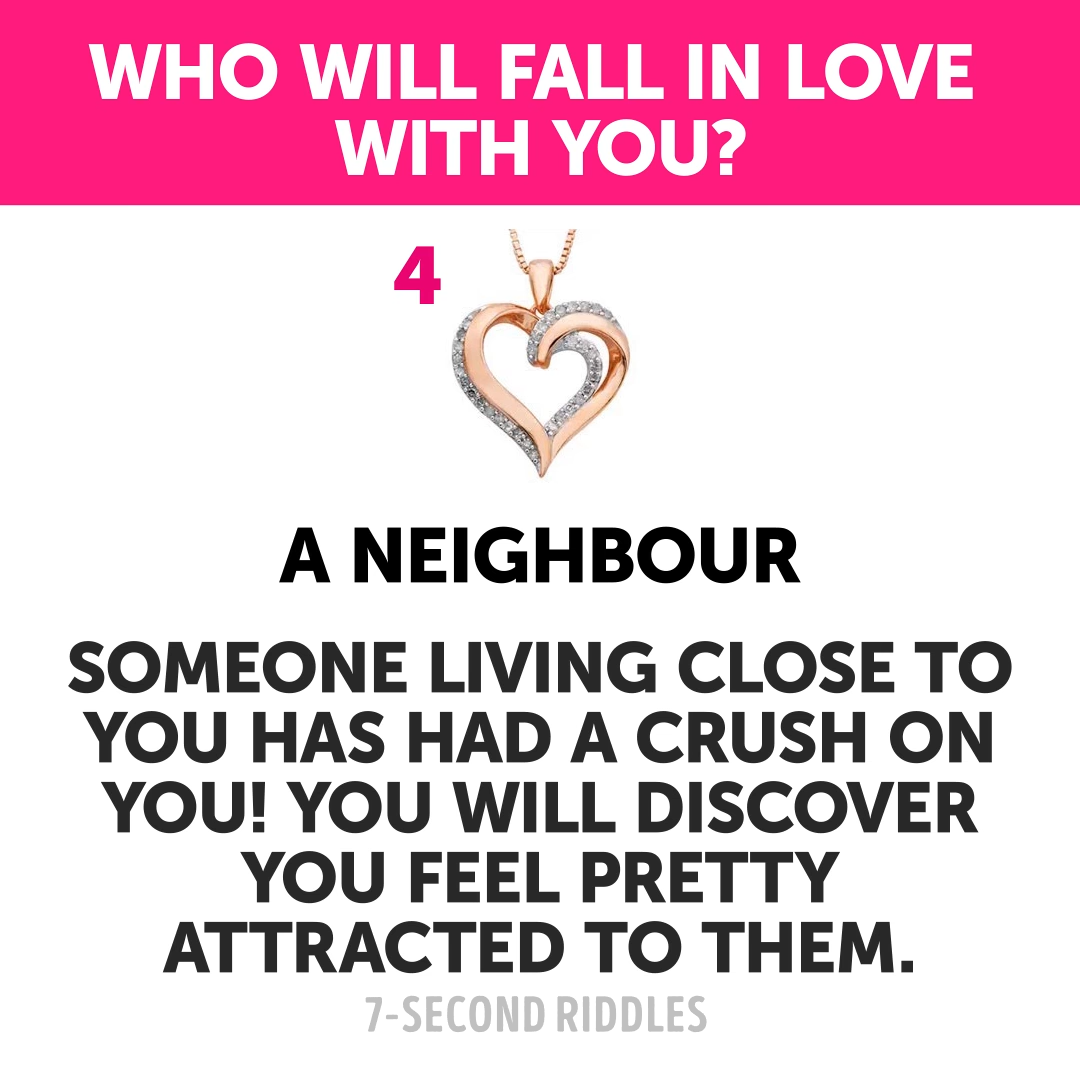 WHO WILL FALL IN LOVE
WITH YOU?
4
A NEIGHBOUR
SOMEONE LIVING CLOSE TO
YOU HAS HAD A CRUSH ON
YOU! YOU WILL DISCOVER
YOU FEEL PRETTY
ATTRACTED TO THEM.
7-SECOND RIDDLES